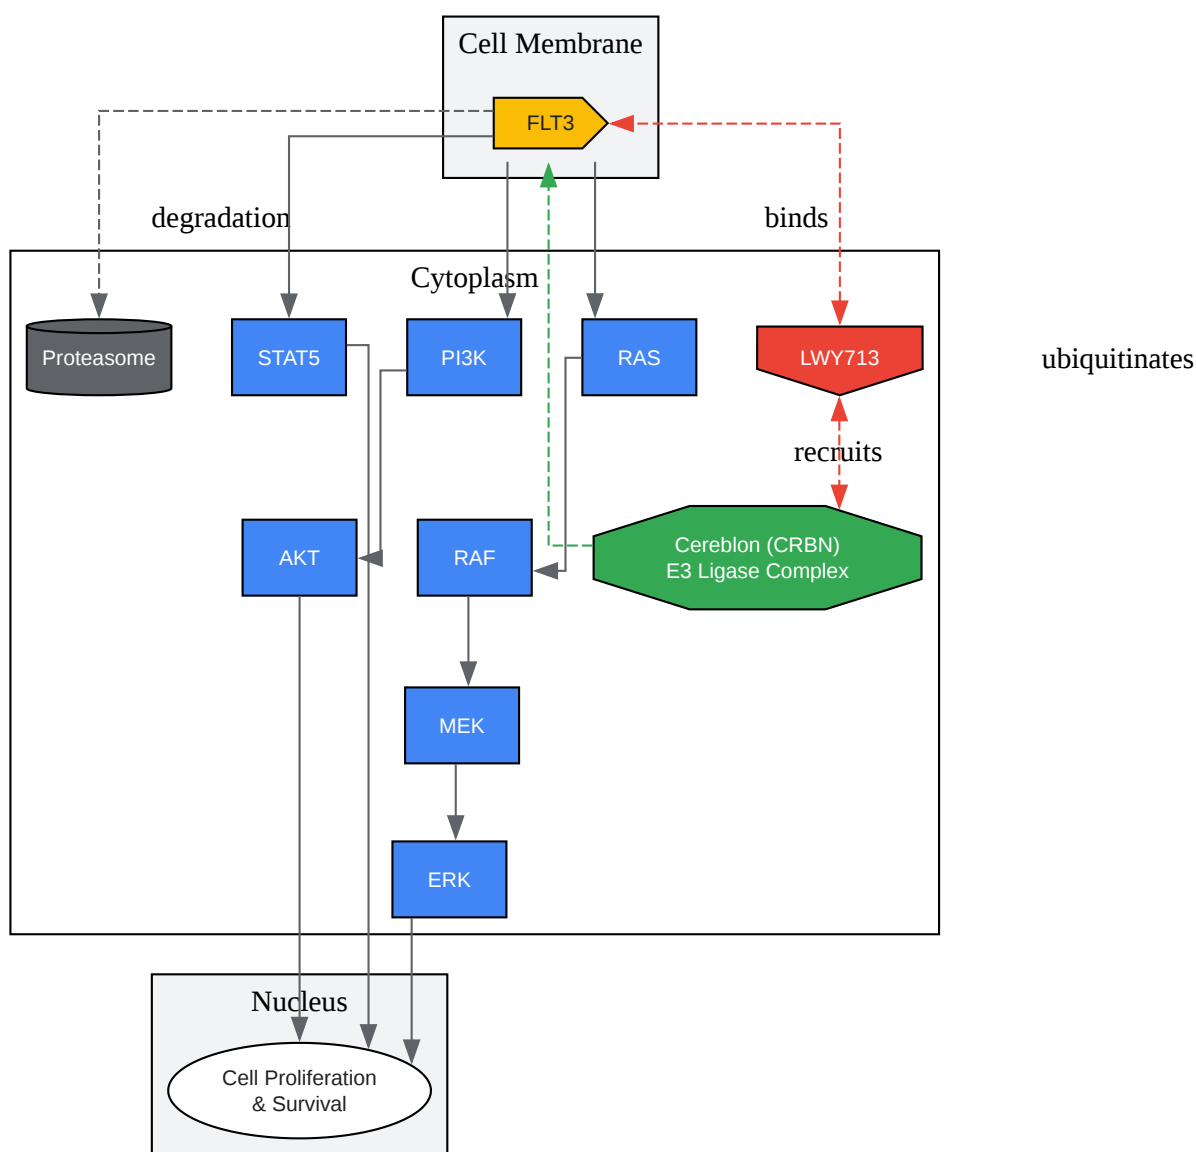 Cell Membrane
FLT3
degradation
binds
Cytoplasm
Proteasome
STAT5
PI3K
RAS
LWY713
ubiquitinates
recruits
AKT
RAF
Cereblon (CRBN)
E3 Ligase Complex
MEK
ERK
Nucleus
Cell Proliferation
& Survival